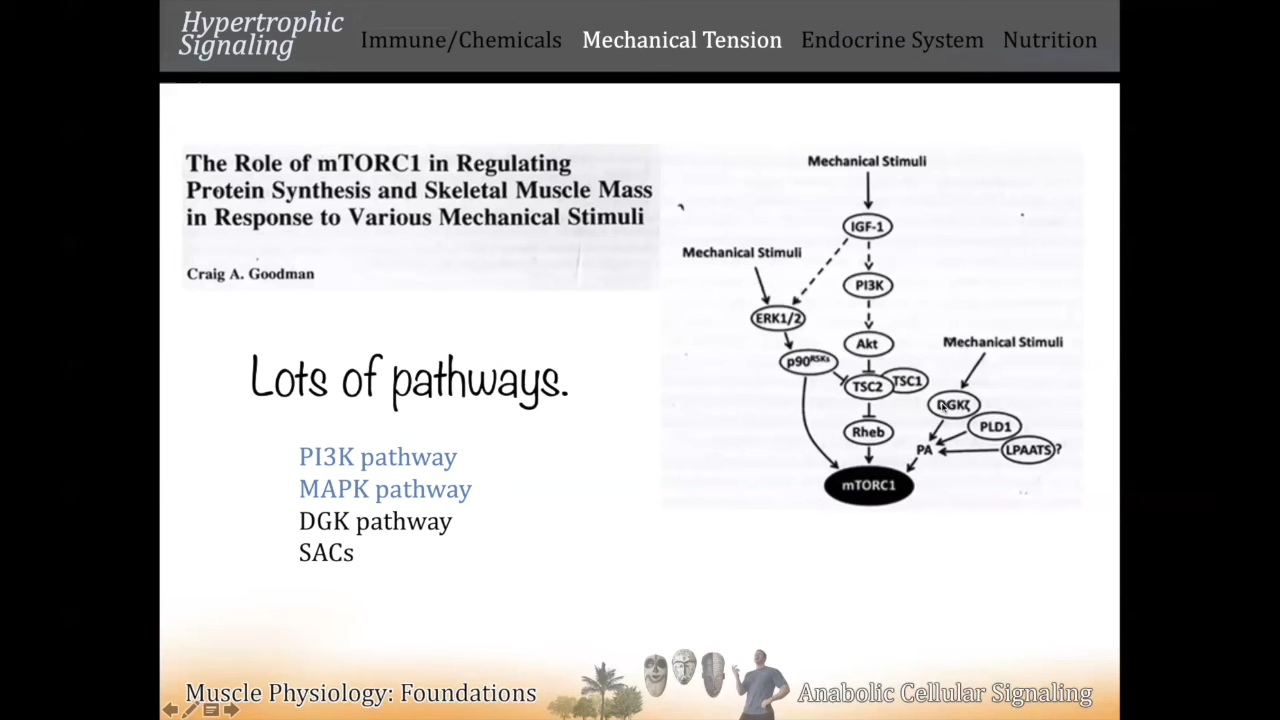 Hypertrophic
Signaling
Immune/Chemicals Mechanical Tension Endocrine System Nutrition
The Role of mTORC1 in Regulating
Protein Synthesis and Skeletal Muscle Mass
in Response to Various Mechanical Stimuli
Craig A. Goodman
Lots of pathways.
PI3K pathway
MAPK pathway
DGK pathway
SACs
Mechanical Stimuli
IGF-1
Mechanical Stimuli
PI3K
ERK1/2
Akt
Mechanical Stimuli
p90RSKs
TSC2 TSC1
DGKζ
PLD1
Rheb
PA
LPAATS?
mTORC1
Muscle Physiology: Foundations
Anabolic Cellular Signaling